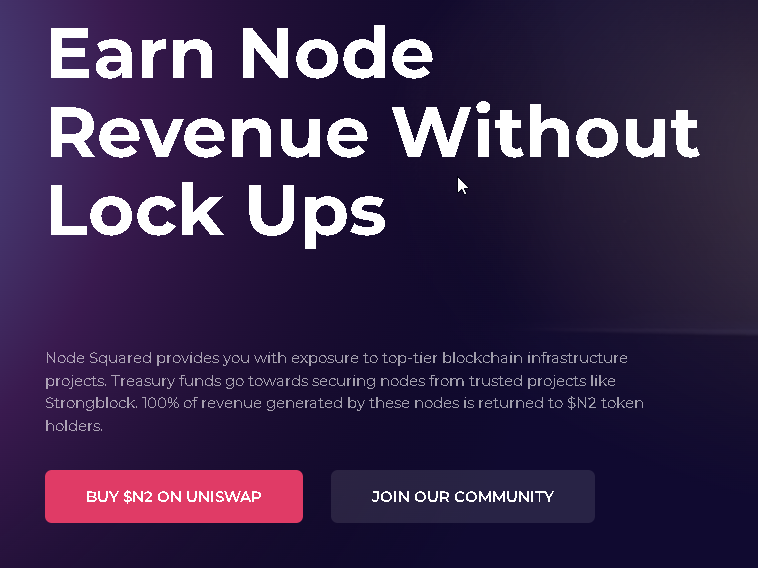 Earn Node
Revenue Without
Lock Ups
Node Squared provides you with exposure to top-tier blockchain infrastructure
projects. Treasury funds go towards securing nodes from trusted projects like
Strongblock. 100% of revenue generated by these nodes is returned to $N2 token
holders.
BUY $N2 ON UNISWAP
JOIN OUR COMMUNITY